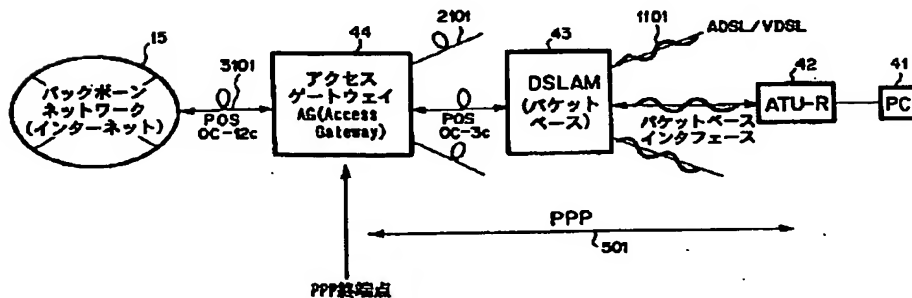 15
バックボーン
ネットワーク
(インターネット)
3101
POS
OC-12c
44
アクセス
ゲートウェイ
AG(Access
Gateway)
2101
POS
OC-3c
43
DSLAM
(パケット
ベース)
1101
ADSL/VDSL
パケットベース
インタフェース
42
ATU-R
41
PC
PPP
501
PPP終端点